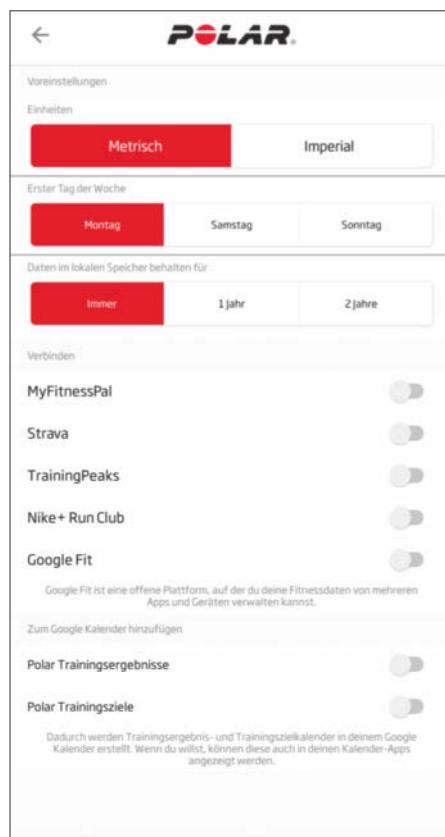 POLAR.
Voreinstellungen
Einheiten
Metrisch Imperial
Erster Tag der Woche
Montag Samstag Sonntag
Daten im lokalen Speicher behalten für
Immer 1 Jahr 2 Jahre
Verbinden
MyFitnessPal
Strava
TrainingPeaks
Nike+ Run Club
Google Fit
Google Fit ist eine offene Plattform, auf der du deine Fitnessdaten von mehreren
Apps und Geräten verwalten kannst.
Zum Google Kalender hinzufügen
Polar Trainingsergebnisse
Polar Trainingsziele
Dadurch werden Trainingsergebnis- und Trainingszielkalender in deinem Google
Kalender erstellt. Wenn du willst, können diese auch in deinen Kalender-Apps
angezeigt werden.